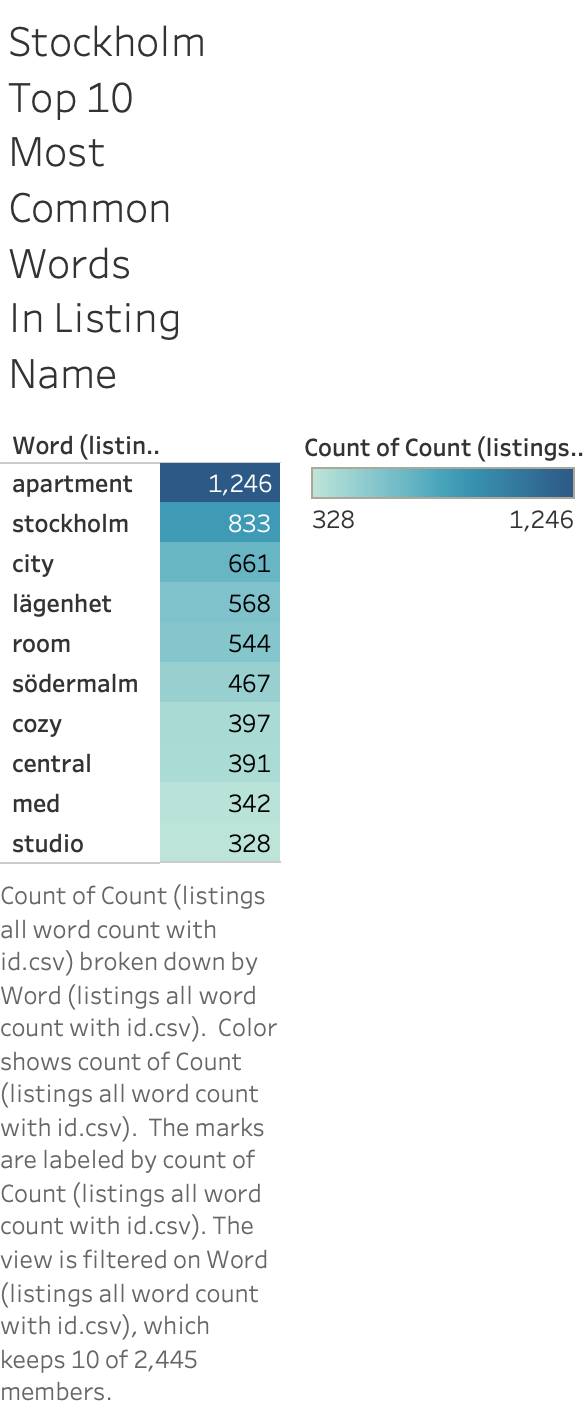 Stockholm
Top 10
Most
Common
Words
In Listing
Name
Word (listin..
apartment 1,246
stockholm 833
city 661
lägenhet 568
room 544
södermalm 467
cozy 397
central 391
med 342
studio 328
Count of Count (listings..
328 1,246
Count of Count (listings
all word count with
id.csv) broken down by
Word (listings all word
count with id.csv).  Color
shows count of Count
(listings all word count
with id.csv).  The marks
are labeled by count of
Count (listings all word
count with id.csv). The
view is filtered on Word
(listings all word count
with id.csv), which
keeps 10 of 2,445
members.